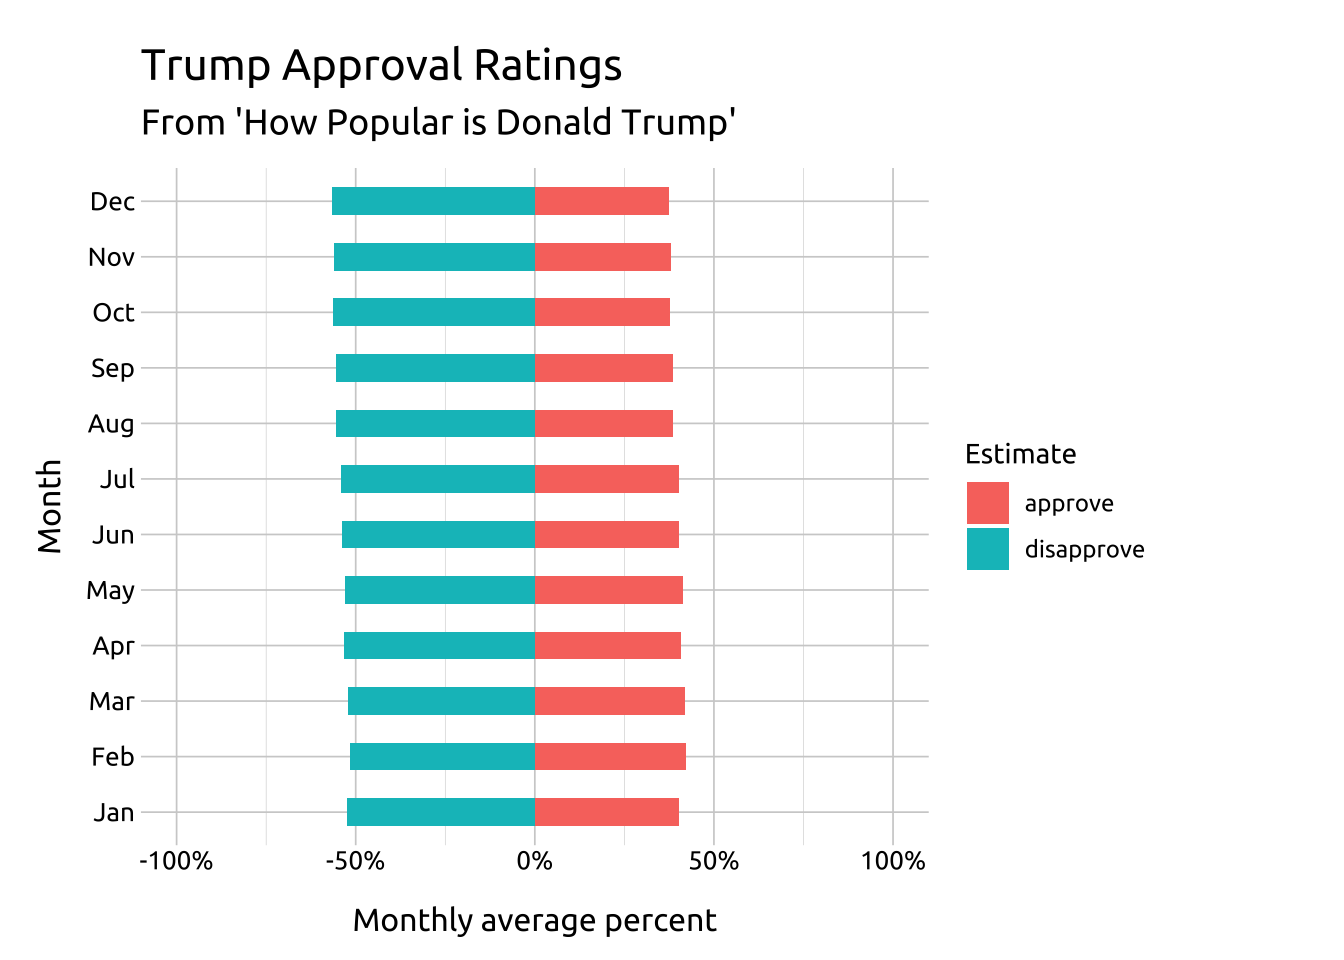 Trump Approval Ratings
From 'How Popular is Donald Trump'
Dec
Nov
Oct
Sep
Aug
Jul
Jun
May
Apr
Mar
Feb
Jan
Month
-100% -50% 0% 50% 100%
Monthly average percent
Estimate
approve
disapprove